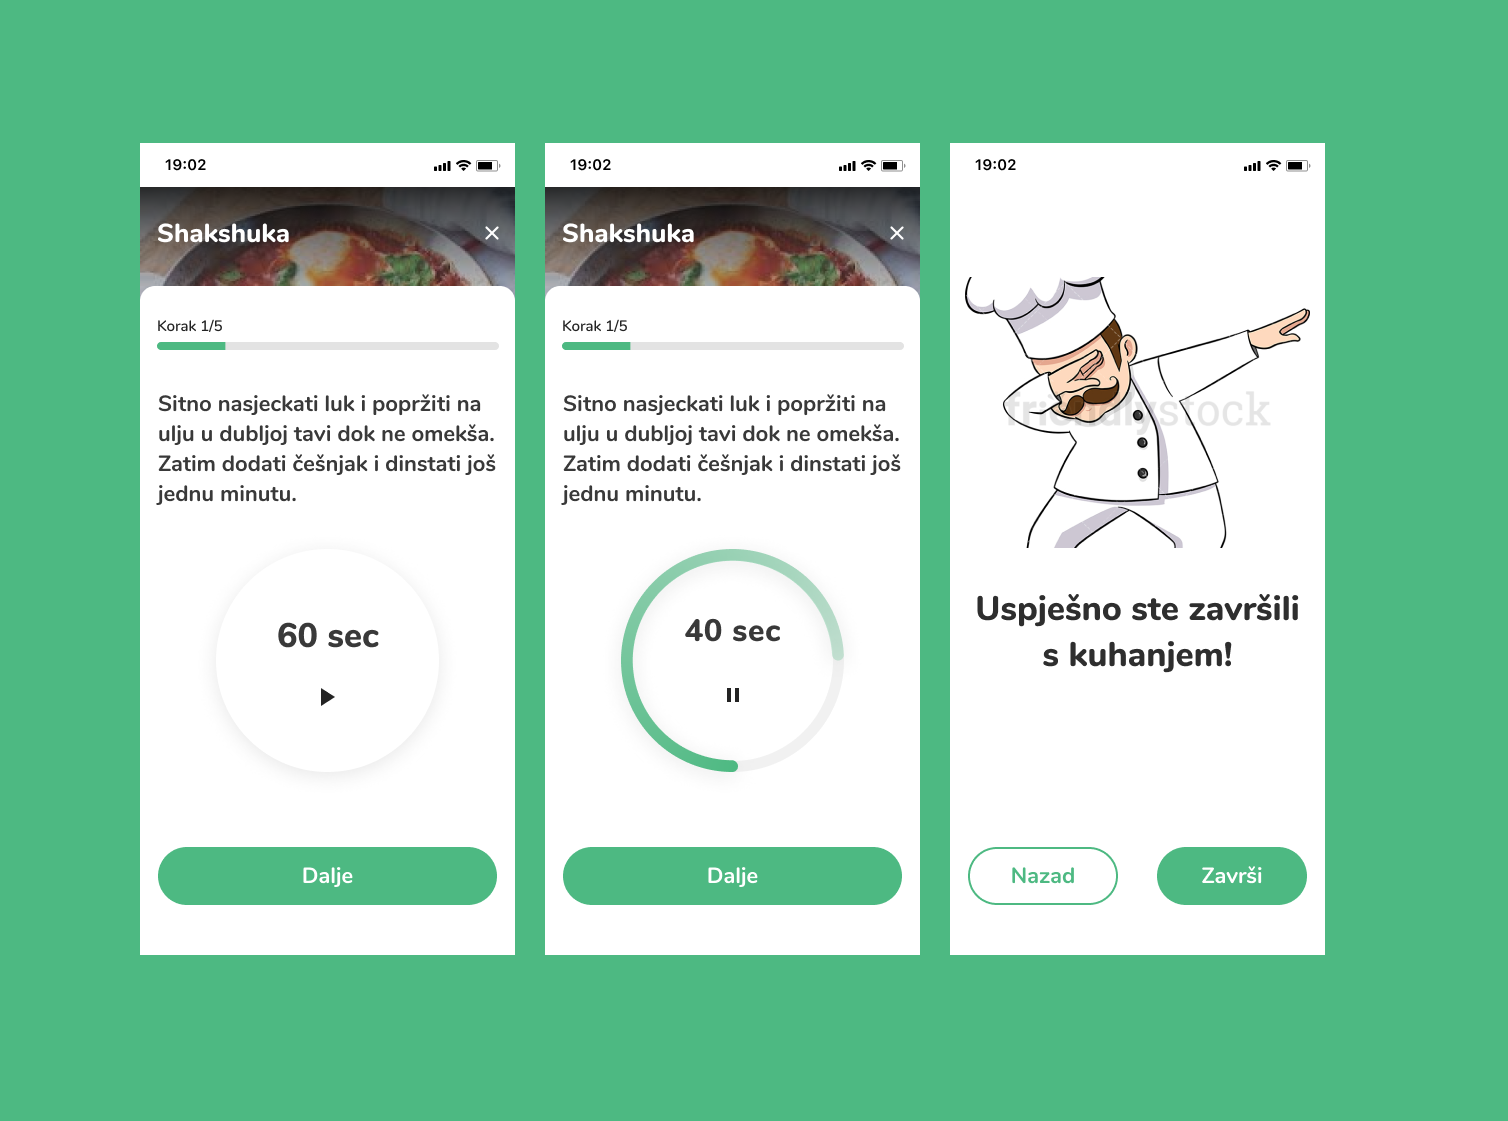 19:02
Shakshuka
Korak 1/5
Sitno nasjeckati luk i popržiti na
ulju u dubljoj tavi dok ne omekša.
Zatim dodati češnjak i dinstati još
jednu minutu.
60 sec
Dalje
19:02
Shakshuka
Korak 1/5
Sitno nasjeckati luk i popržiti na
ulju u dubljoj tavi dok ne omekša.
Zatim dodati češnjak i dinstati još
jednu minutu.
40 sec
Dalje
19:02
friendlystock
Uspješno ste završili
s kuhanjem!
Nazad
Završi